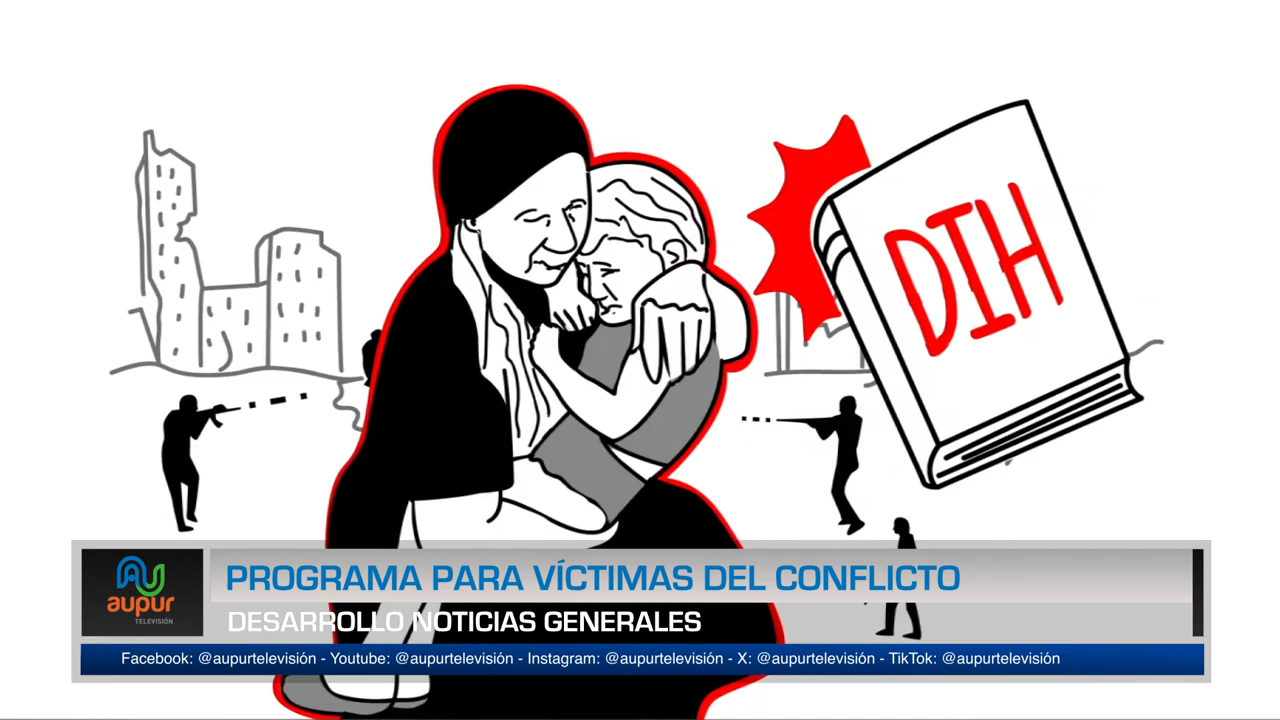 DIH
PROGRAMA PARA VÍCTIMAS DEL CONFLICTO
aupur
TELEVISIÓN
DESARROLLO NOTICIAS GENERALES
Facebook: @aupurtelevisión - Youtube: @aupurtelevisión - Instagram: @aupurtelevisión - X: @aupurtelevisión - TikTok: @aupurtelevisión